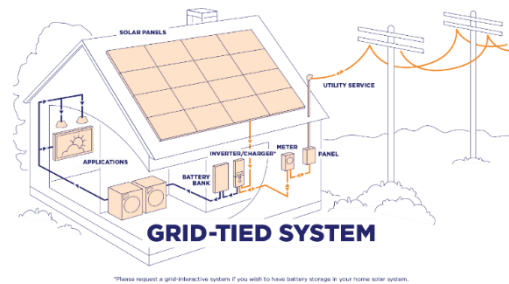 SOLAR PANELS
UTILITY SERVICE
METER
INVERTER/CHARGER*
PANEL
APPLICATIONS
BATTERY
BANK
GRID-TIED SYSTEM
*Please request a grid-interactive system if you wish to have battery storage in your home solar system.